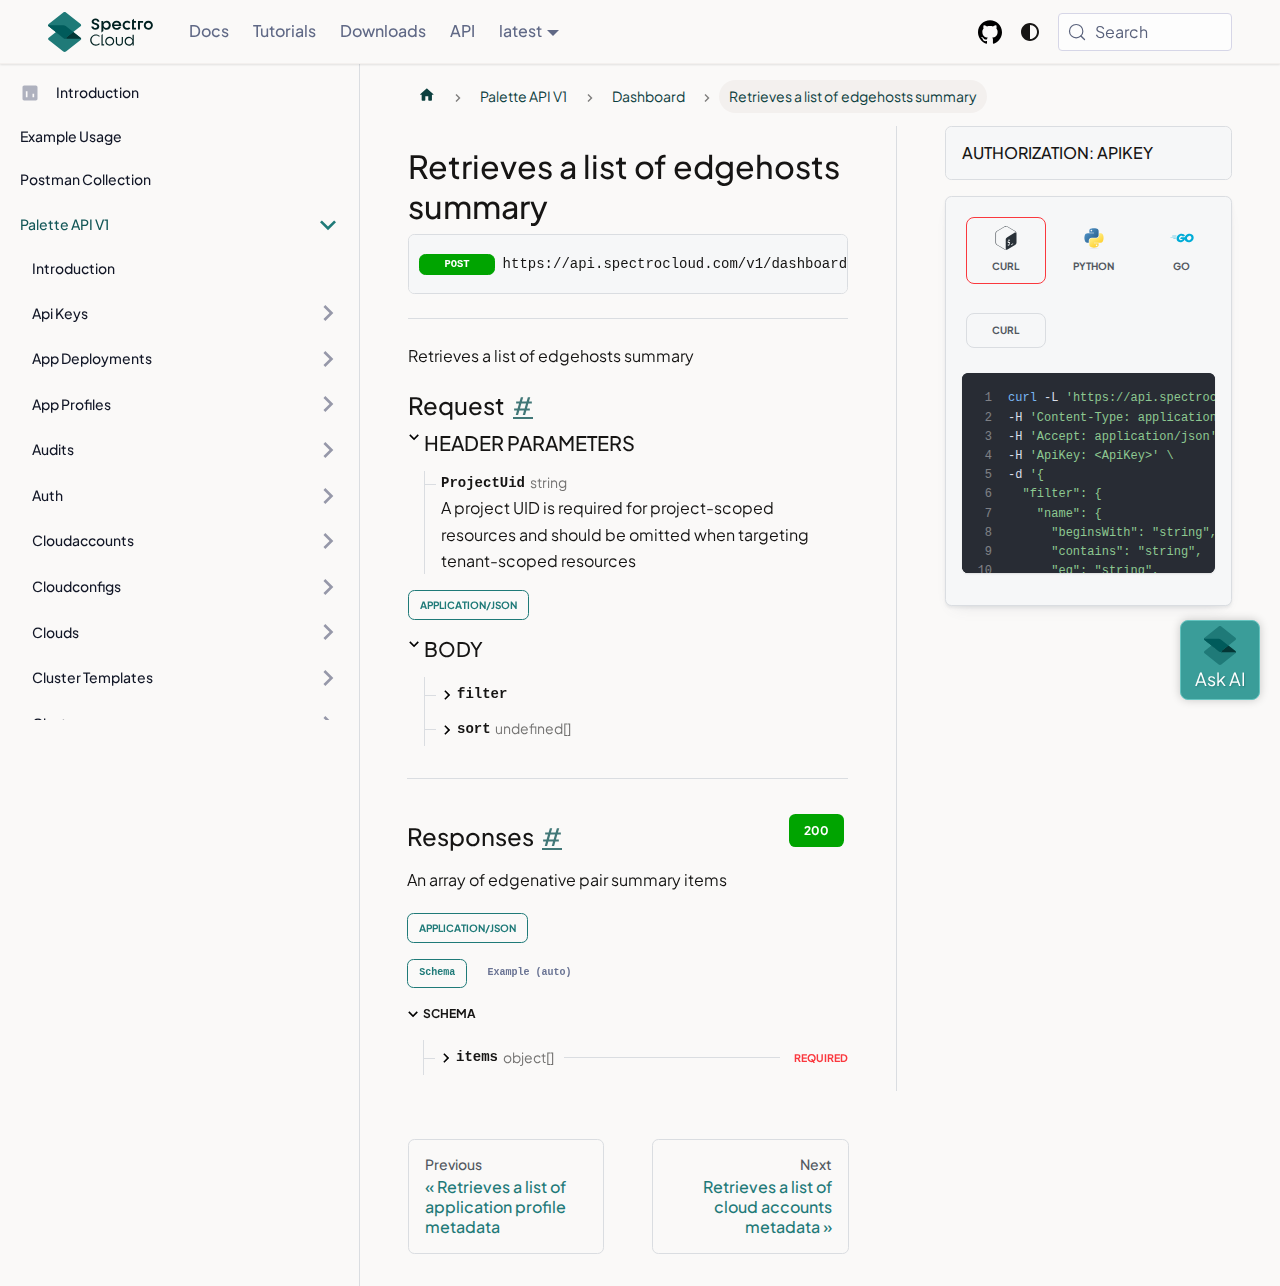 Spectro
Cloud
Docs
Tutorials
Downloads
API
latest
Search
Introduction
Example Usage
Postman Collection
Palette API V1
Introduction
Api Keys
App Deployments
App Profiles
Audits
Auth
Cloudaccounts
Cloudconfigs
Clouds
Cluster Templates
Palette API V1
Dashboard
Retrieves a list of edgehosts summary
Retrieves a list of edgehosts
summary
POST
https://api.spectrocloud.com/v1/dashboard
Retrieves a list of edgehosts summary
Request #
HEADER PARAMETERS
ProjectUid string
A project UID is required for project-scoped
resources and should be omitted when targeting
tenant-scoped resources
APPLICATION/JSON
BODY
filter
sort undefined[]
Responses #
200
An array of edgenative pair summary items
APPLICATION/JSON
Schema
Example (auto)
SCHEMA
items object[]
REQUIRED
Previous
« Retrieves a list of
application profile
metadata
Next
Retrieves a list of
cloud accounts
metadata »
AUTHORIZATION: APIKEY
CURL
PYTHON
GO
CURL
1 curl -L 'https://api.spectroc
2 -H 'Content-Type: application
3 -H 'Accept: application/json'
4 -H 'ApiKey: <ApiKey>' \
5 -d '{
6 "filter": {
7 "name": {
8 "beginsWith": "string",
9 "contains": "string",
10 "eq": "string",
Ask AI